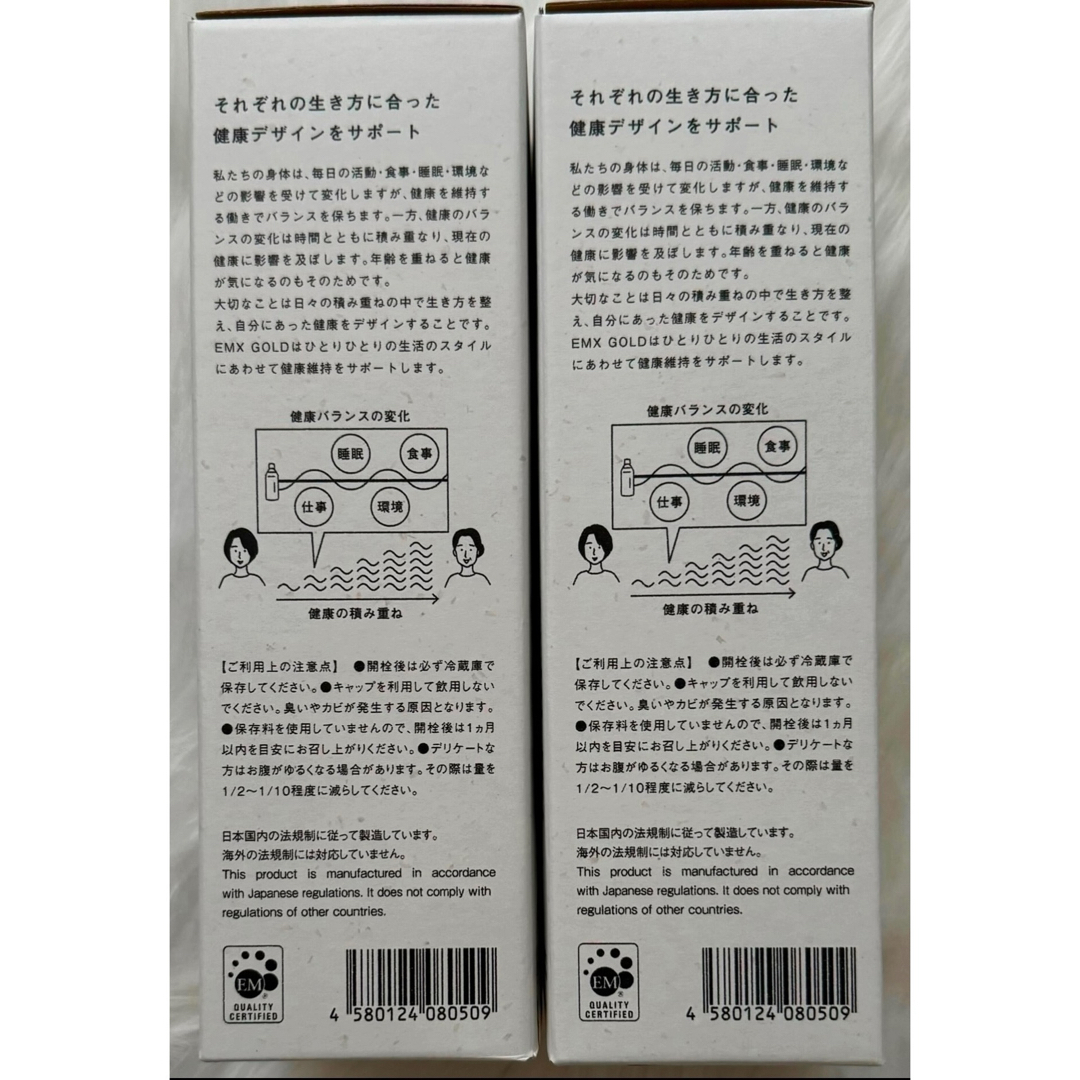 それぞれの生き方に合った
健康デザインをサポート
私たちの身体は、毎日の活動・食事・睡眠・環境な
どの影響を受けて変化しますが、健康を維持す
る働きでバランスを保ちます。一方、健康のバラ
ンスの変化は時間とともに積み重なり、現在の
健康に影響を及ぼします。年齢を重ねると健康
が気になるのもそのためです。
大切なことは日々の積み重ねの中で生き方を整
え、自分にあった健康をデザインすることです。
EMX GOLDはひとりひとりの生活のスタイル
にあわせて健康維持をサポートします。
健康バランスの変化
睡眠
食事
仕事
環境
健康の積み重ね
【ご利用上の注意点】 ●開栓後は必ず冷蔵庫で
保存してください。●キャップを利用して飲用しない
でください。臭いやカビが発生する原因となります。
●保存料を使用していませんので、開栓後は1ヵ月
以内を目安にお召し上がりください。●デリケートな
方はお腹がゆるくなる場合があります。その際は量を
1/2〜1/10程度に減らしてください。
日本国内の法規制に従って製造しています。
海外の法規制には対応していません。
This product is manufactured in accordance
with Japanese regulations. It does not comply with
regulations of other countries.
EM®
QUALITY
CERTIFIED
4 580124 080509
それぞれの生き方に合った
健康デザインをサポート
私たちの身体は、毎日の活動・食事・睡眠・環境な
どの影響を受けて変化しますが、健康を維持す
る働きでバランスを保ちます。一方、健康のバラ
ンスの変化は時間とともに積み重なり、現在の
健康に影響を及ぼします。年齢を重ねると健康
が気になるのもそのためです。
大切なことは日々の積み重ねの中で生き方を整
え、自分にあった健康をデザインすることです。
EMX GOLDはひとりひとりの生活のスタイル
にあわせて健康維持をサポートします。
健康バランスの変化
睡眠
食事
仕事
環境
健康の積み重ね
【ご利用上の注意点】 ●開栓後は必ず冷蔵庫で
保存してください。●キャップを利用して飲用しない
でください。臭いやカビが発生する原因となります。
●保存料を使用していませんので、開栓後は1ヵ月
以内を目安にお召し上がりください。●デリケートな
方はお腹がゆるくなる場合があります。その際は量を
1/2〜1/10程度に減らしてください。
日本国内の法規制に従って製造しています。
海外の法規制には対応していません。
This product is manufactured in accordance
with Japanese regulations. It does not comply with
regulations of other countries.
EM®
QUALITY
CERTIFIED
4 580124 080509